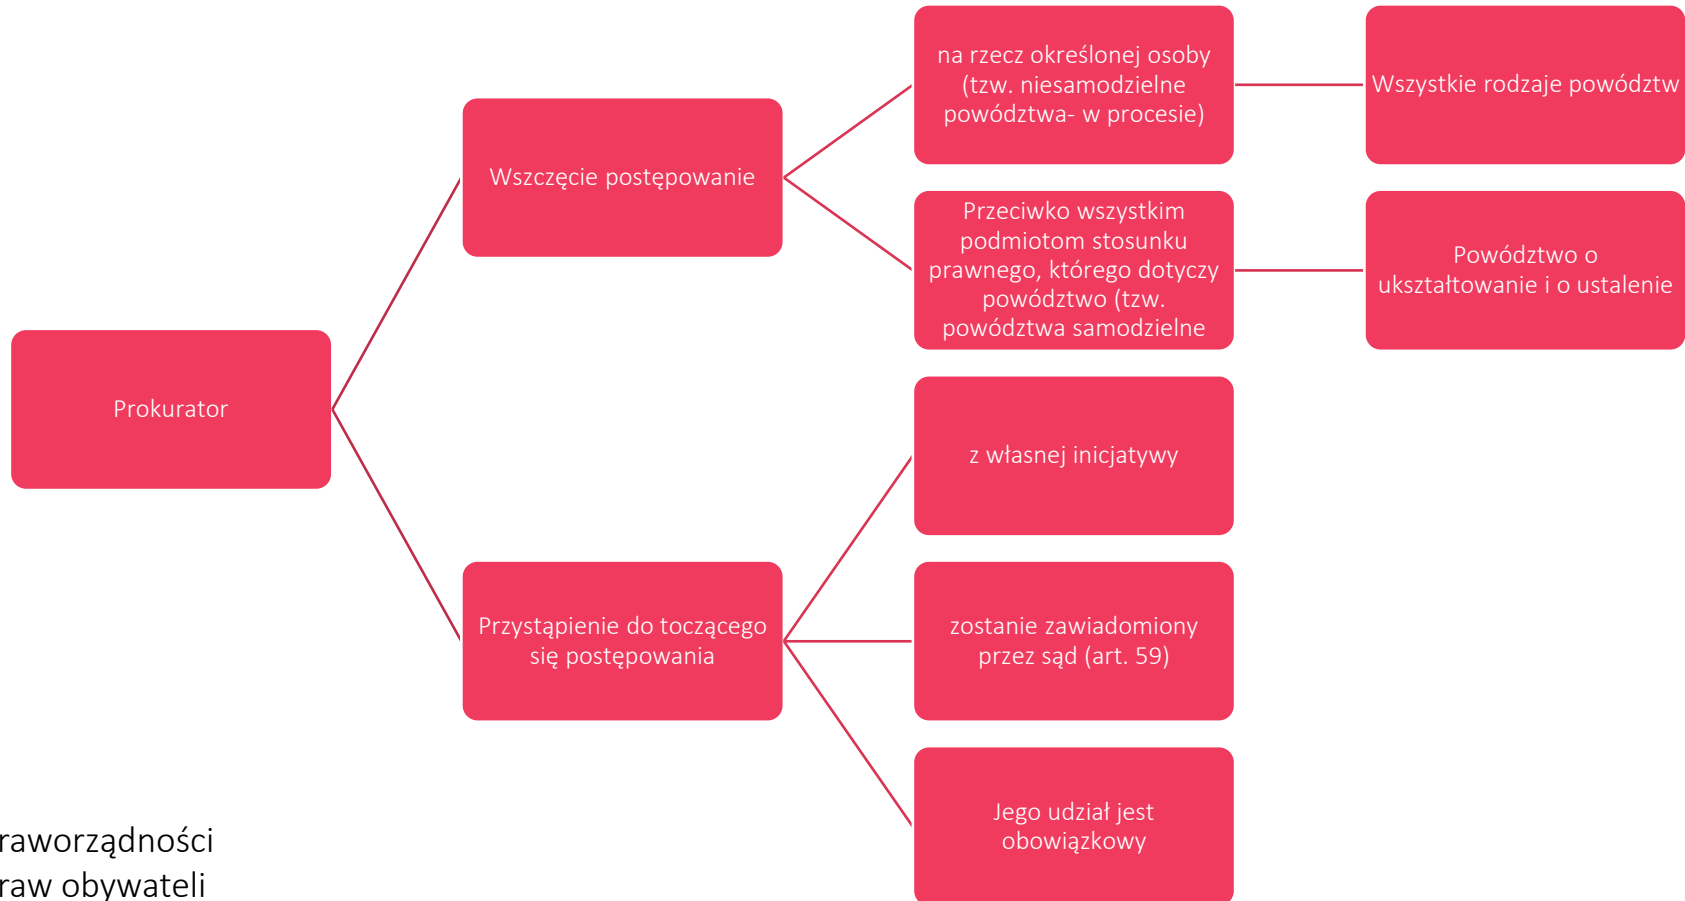 Prokurator
Wszczęcie postępowanie
na rzecz określonej osoby
(tzw. niesamodzielne
powództwa- w procesie)
Wszystkie rodzaje powództw
Przeciwko wszystkim
podmiotom stosunku
prawnego, którego dotyczy
powództwo (tzw.
powództwa samodzielne
Powództwo o
ukształtowanie i o ustalenie
Przystąpienie do toczącego
się postępowania
z własnej inicjatywy
zostanie zawiadomiony
przez sąd (art. 59)
Jego udział jest
obowiązkowy
raworządności
raw obywateli